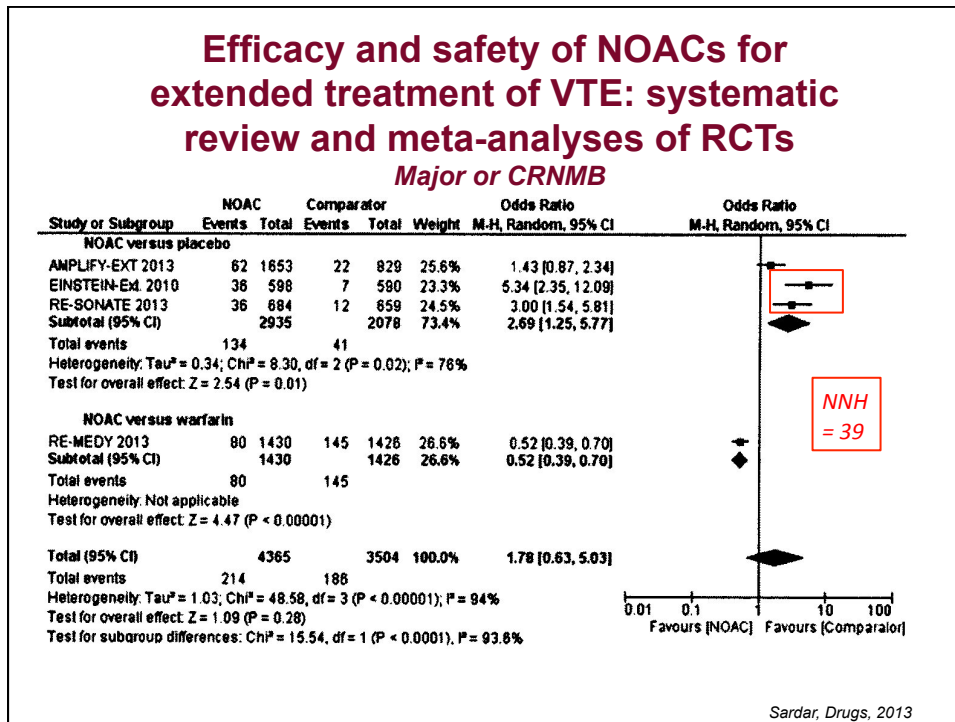 Efficacy and safety of NOACs for
extended treatment of VTE: systematic
review and meta-analyses of RCTs
Major or CRNMB
NOAC Comparator Odds Ratio Odds Ratio
Study or Subgroup Events Total Events Total Weight M-H, Random, 95% CI M-H, Random, 95% CI
NOAC versus placebo
AMPLIFY-EXT 2013 62 1653 22 829 25.6% 1.43 [0.87, 2.34]
EINSTEIN-Ext. 2010 36 598 7 590 23.3% 5.34 [2.35, 12.09]
RE-SONATE 2013 36 684 12 659 24.5% 3.00 [1.54, 5.81]
Subtotal (95% CI) 2935 2078 73.4% 2.69 [1.25, 5.77]
Total events 134 41
Heterogeneity: Tau² = 0.34; Chi² = 8.30, df = 2 (P = 0.02); I² = 76%
Test for overall effect: Z = 2.54 (P = 0.01)
NNH
= 39
NOAC versus warfarin
RE-MEDY 2013 80 1430 145 1426 26.6% 0.52 [0.39, 0.70]
Subtotal (95% CI) 1430 1426 26.6% 0.52 [0.39, 0.70]
Total events 80 145
Heterogeneity: Not applicable
Test for overall effect: Z = 4.47 (P < 0.00001)
Total (95% CI) 4365 3504 100.0% 1.78 [0.63, 5.03]
Total events 214 186
Heterogeneity: Tau² = 1.03; Chi² = 48.58, df = 3 (P < 0.00001); I² = 94%
Test for overall effect: Z = 1.09 (P = 0.28)
Test for subgroup differences: Chi² = 15.54, df = 1 (P < 0.0001), I² = 93.6%
0.01 0.1 1 10 100
Favours [NOAC] Favours [Comparator]
Sardar, Drugs, 2013